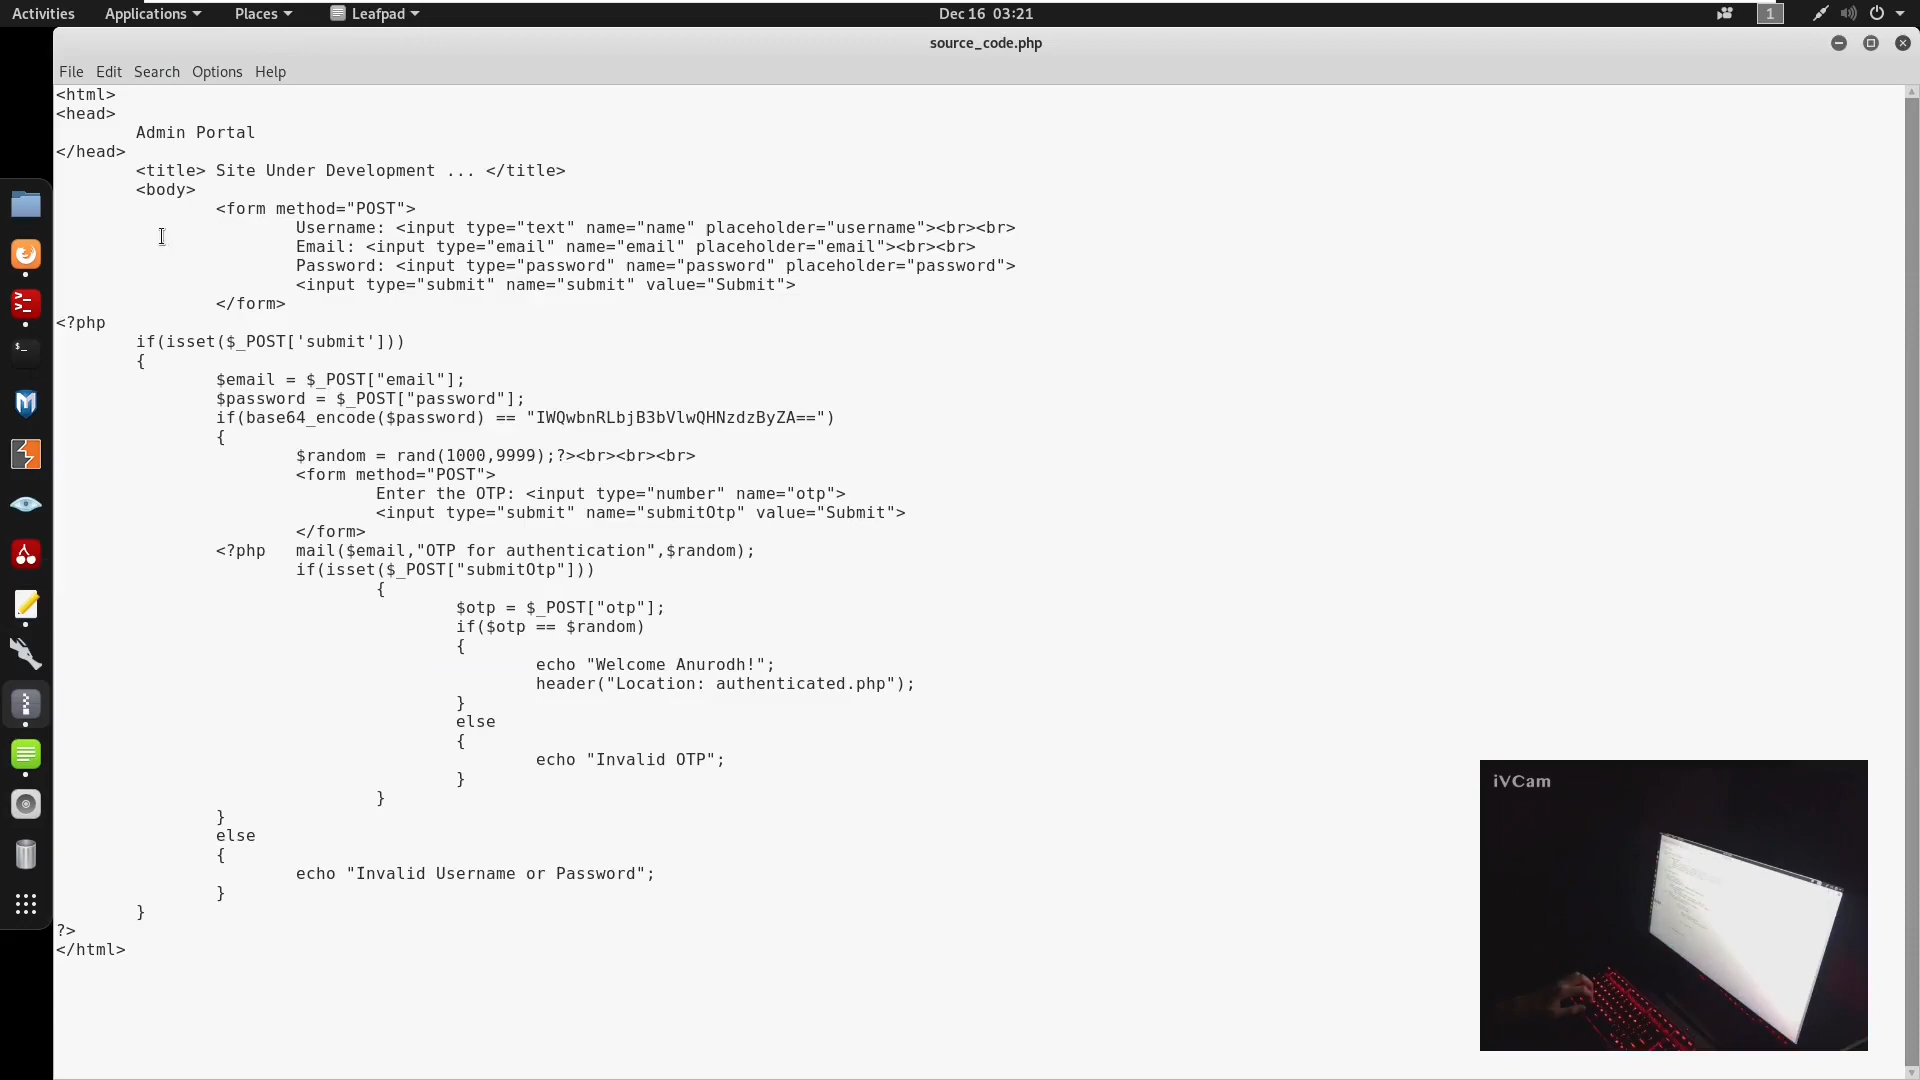 Activities Applications Places Leafpad Dec 16 03:21 1
source_code.php
File Edit Search Options Help
<html>
<head>
Admin Portal
</head>
<title> Site Under Development ... </title>
<body>
<form method="POST">
Username: <input type="text" name="name" placeholder="username"><br><br>
Email: <input type="email" name="email" placeholder="email"><br><br>
Password: <input type="password" name="password" placeholder="password">
<input type="submit" name="submit" value="Submit">
</form>
<?php
if(isset($_POST['submit']))
{
$email = $_POST["email"];
$password = $_POST["password"];
if(base64_encode($password) == "IWQwbnRLbjB3bVlwQHNzdzByZA==")
{
$random = rand(1000,9999);?><br><br><br>
<form method="POST">
Enter the OTP: <input type="number" name="otp">
<input type="submit" name="submitOtp" value="Submit">
</form>
<?php mail($email,"OTP for authentication",$random);
if(isset($_POST["submitOtp"]))
{
$otp = $_POST["otp"];
if($otp == $random)
{
echo "Welcome Anurodh!";
header("Location: authenticated.php");
}
else
{
echo "Invalid OTP";
}
}
}
else
{
echo "Invalid Username or Password";
}
}
?>
</html>
iVCam